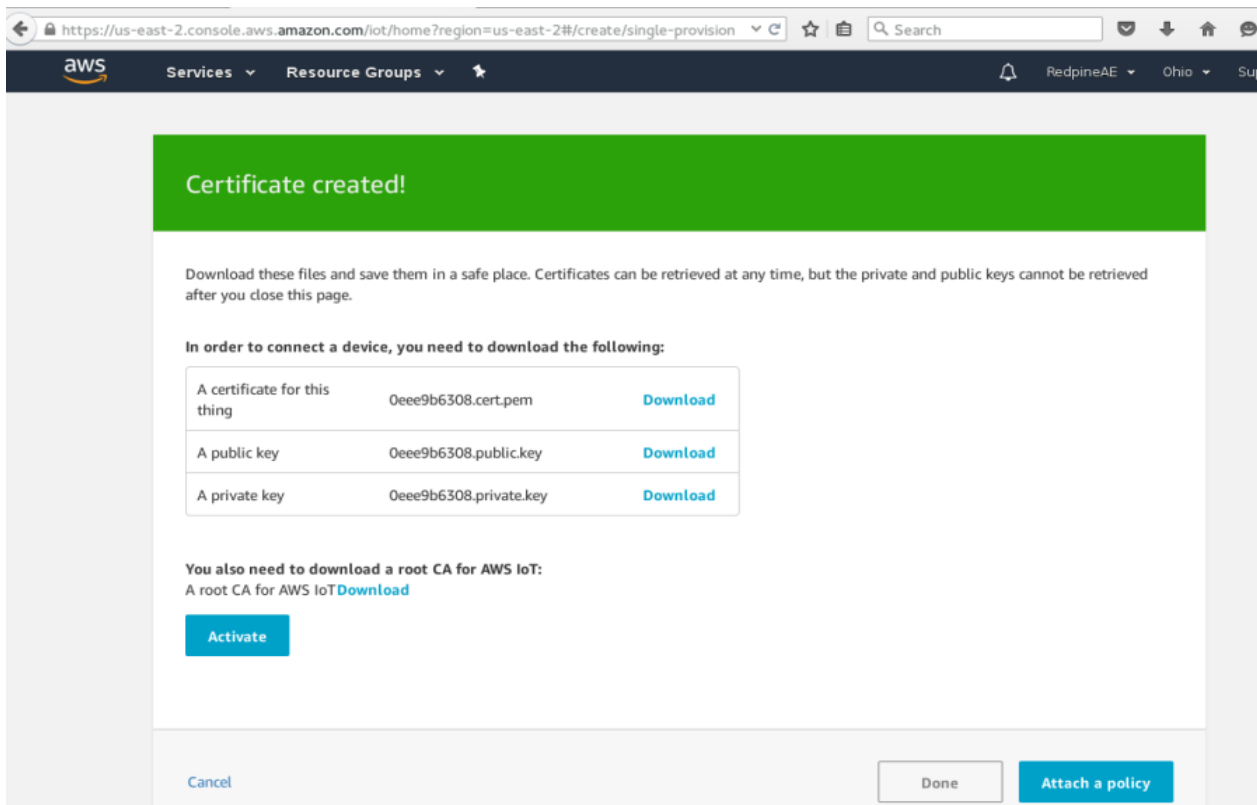 https://us-east-2.console.aws.amazon.com/iot/home?region=us-east-2#/create/single-provision
Search
aws
Services
Resource Groups
RedpineAE
Ohio
Certificate created!
Download these files and save them in a safe place. Certificates can be retrieved at any time, but the private and public keys cannot be retrieved
after you close this page.
In order to connect a device, you need to download the following:
A certificate for this
thing
0eee9b6308.cert.pem
Download
A public key
0eee9b6308.public.key
Download
A private key
0eee9b6308.private.key
Download
You also need to download a root CA for AWS IoT:
A root CA for AWS IoTDownload
Activate
Cancel
Done
Attach a policy